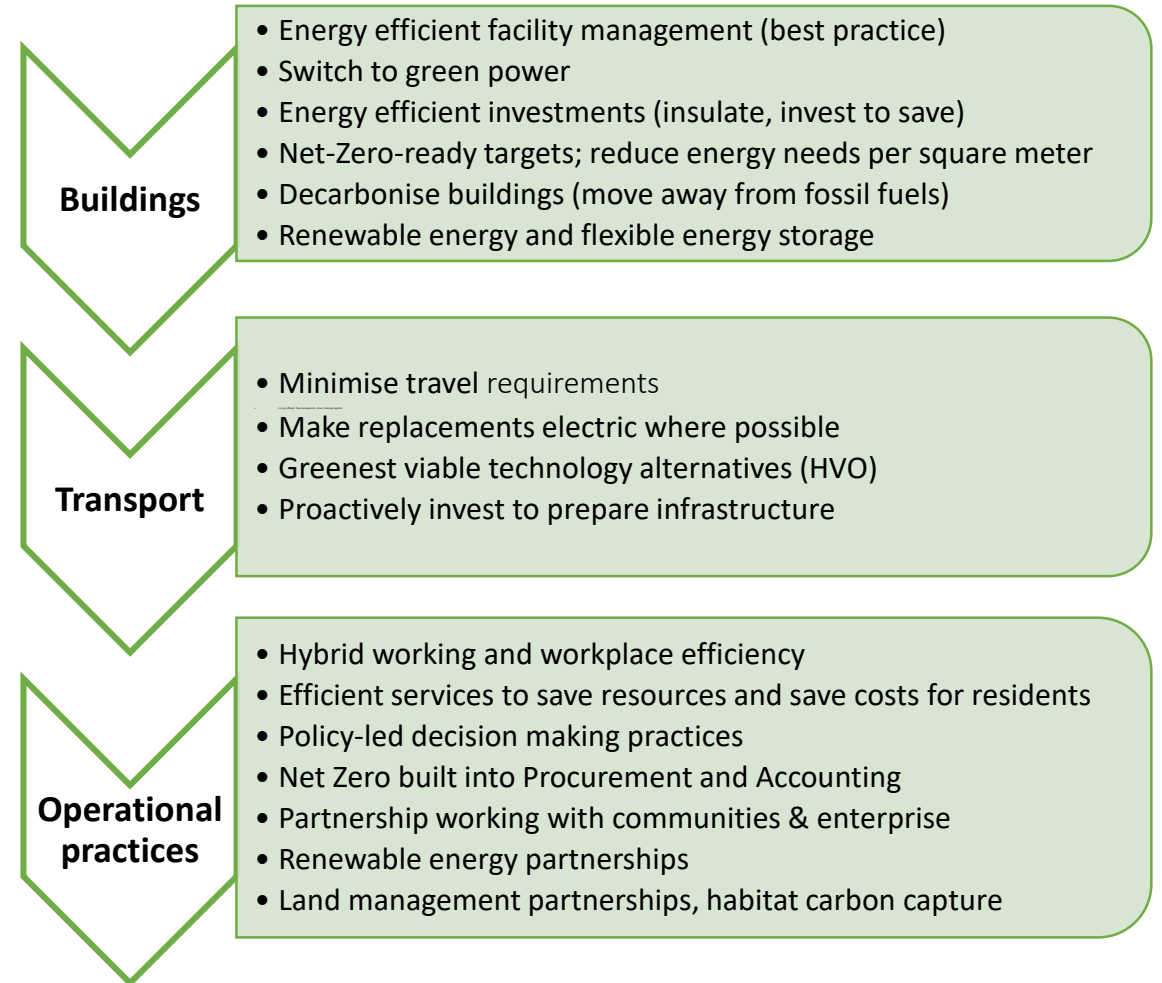 Buildings
• Energy efficient facility management (best practice)
• Switch to green power
• Energy efficient investments (insulate, invest to save)
• Net-Zero-ready targets; reduce energy needs per square meter
• Decarbonise buildings (move away from fossil fuels)
• Renewable energy and flexible energy storage
Transport
• Minimise travel requirements
• Make replacements electric where possible
• Greenest viable technology alternatives (HVO)
• Proactively invest to prepare infrastructure
Operational
practices
• Hybrid working and workplace efficiency
• Efficient services to save resources and save costs for residents
• Policy-led decision making practices
• Net Zero built into Procurement and Accounting
• Partnership working with communities & enterprise
• Renewable energy partnerships
• Land management partnerships, habitat carbon capture